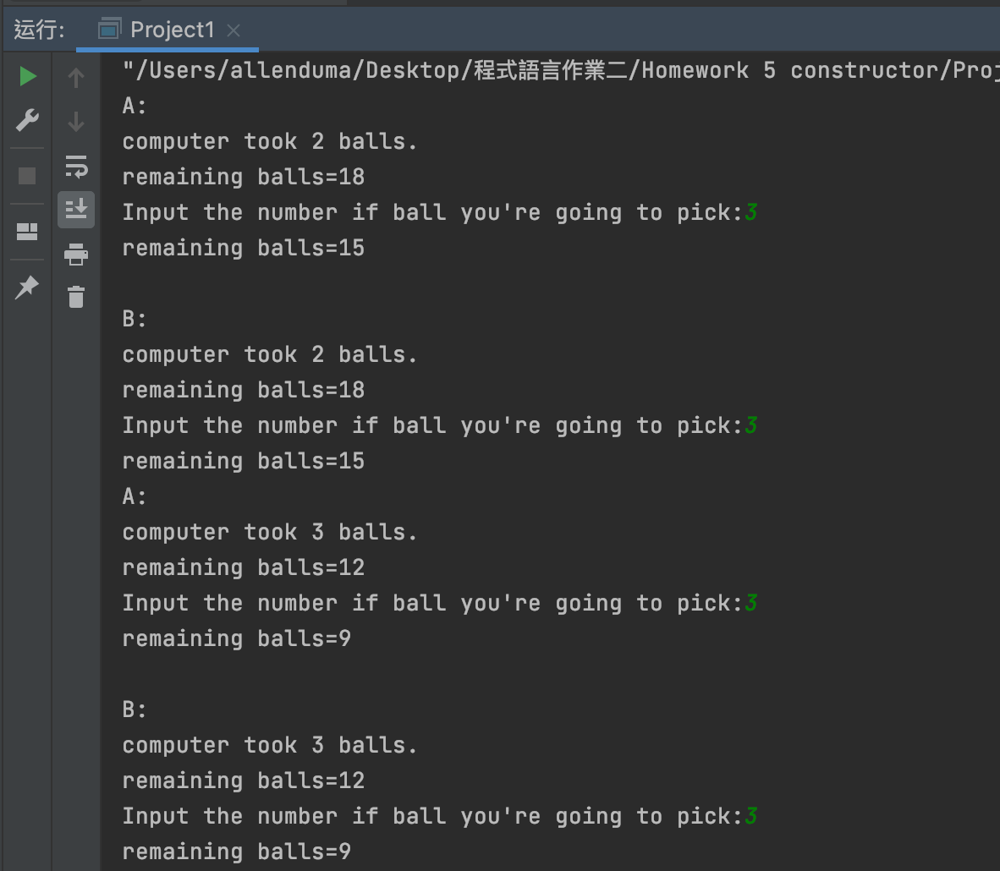 运行:
Project1
"/Users/allenduma/Desktop/程式語言作業二/Homework 5 constructor/Proj
A:
computer took 2 balls.
remaining balls=18
Input the number if ball you're going to pick:3
remaining balls=15
B:
computer took 2 balls.
remaining balls=18
Input the number if ball you're going to pick:3
remaining balls=15
A:
computer took 3 balls.
remaining balls=12
Input the number if ball you're going to pick:3
remaining balls=9
B:
computer took 3 balls.
remaining balls=12
Input the number if ball you're going to pick:3
remaining balls=9